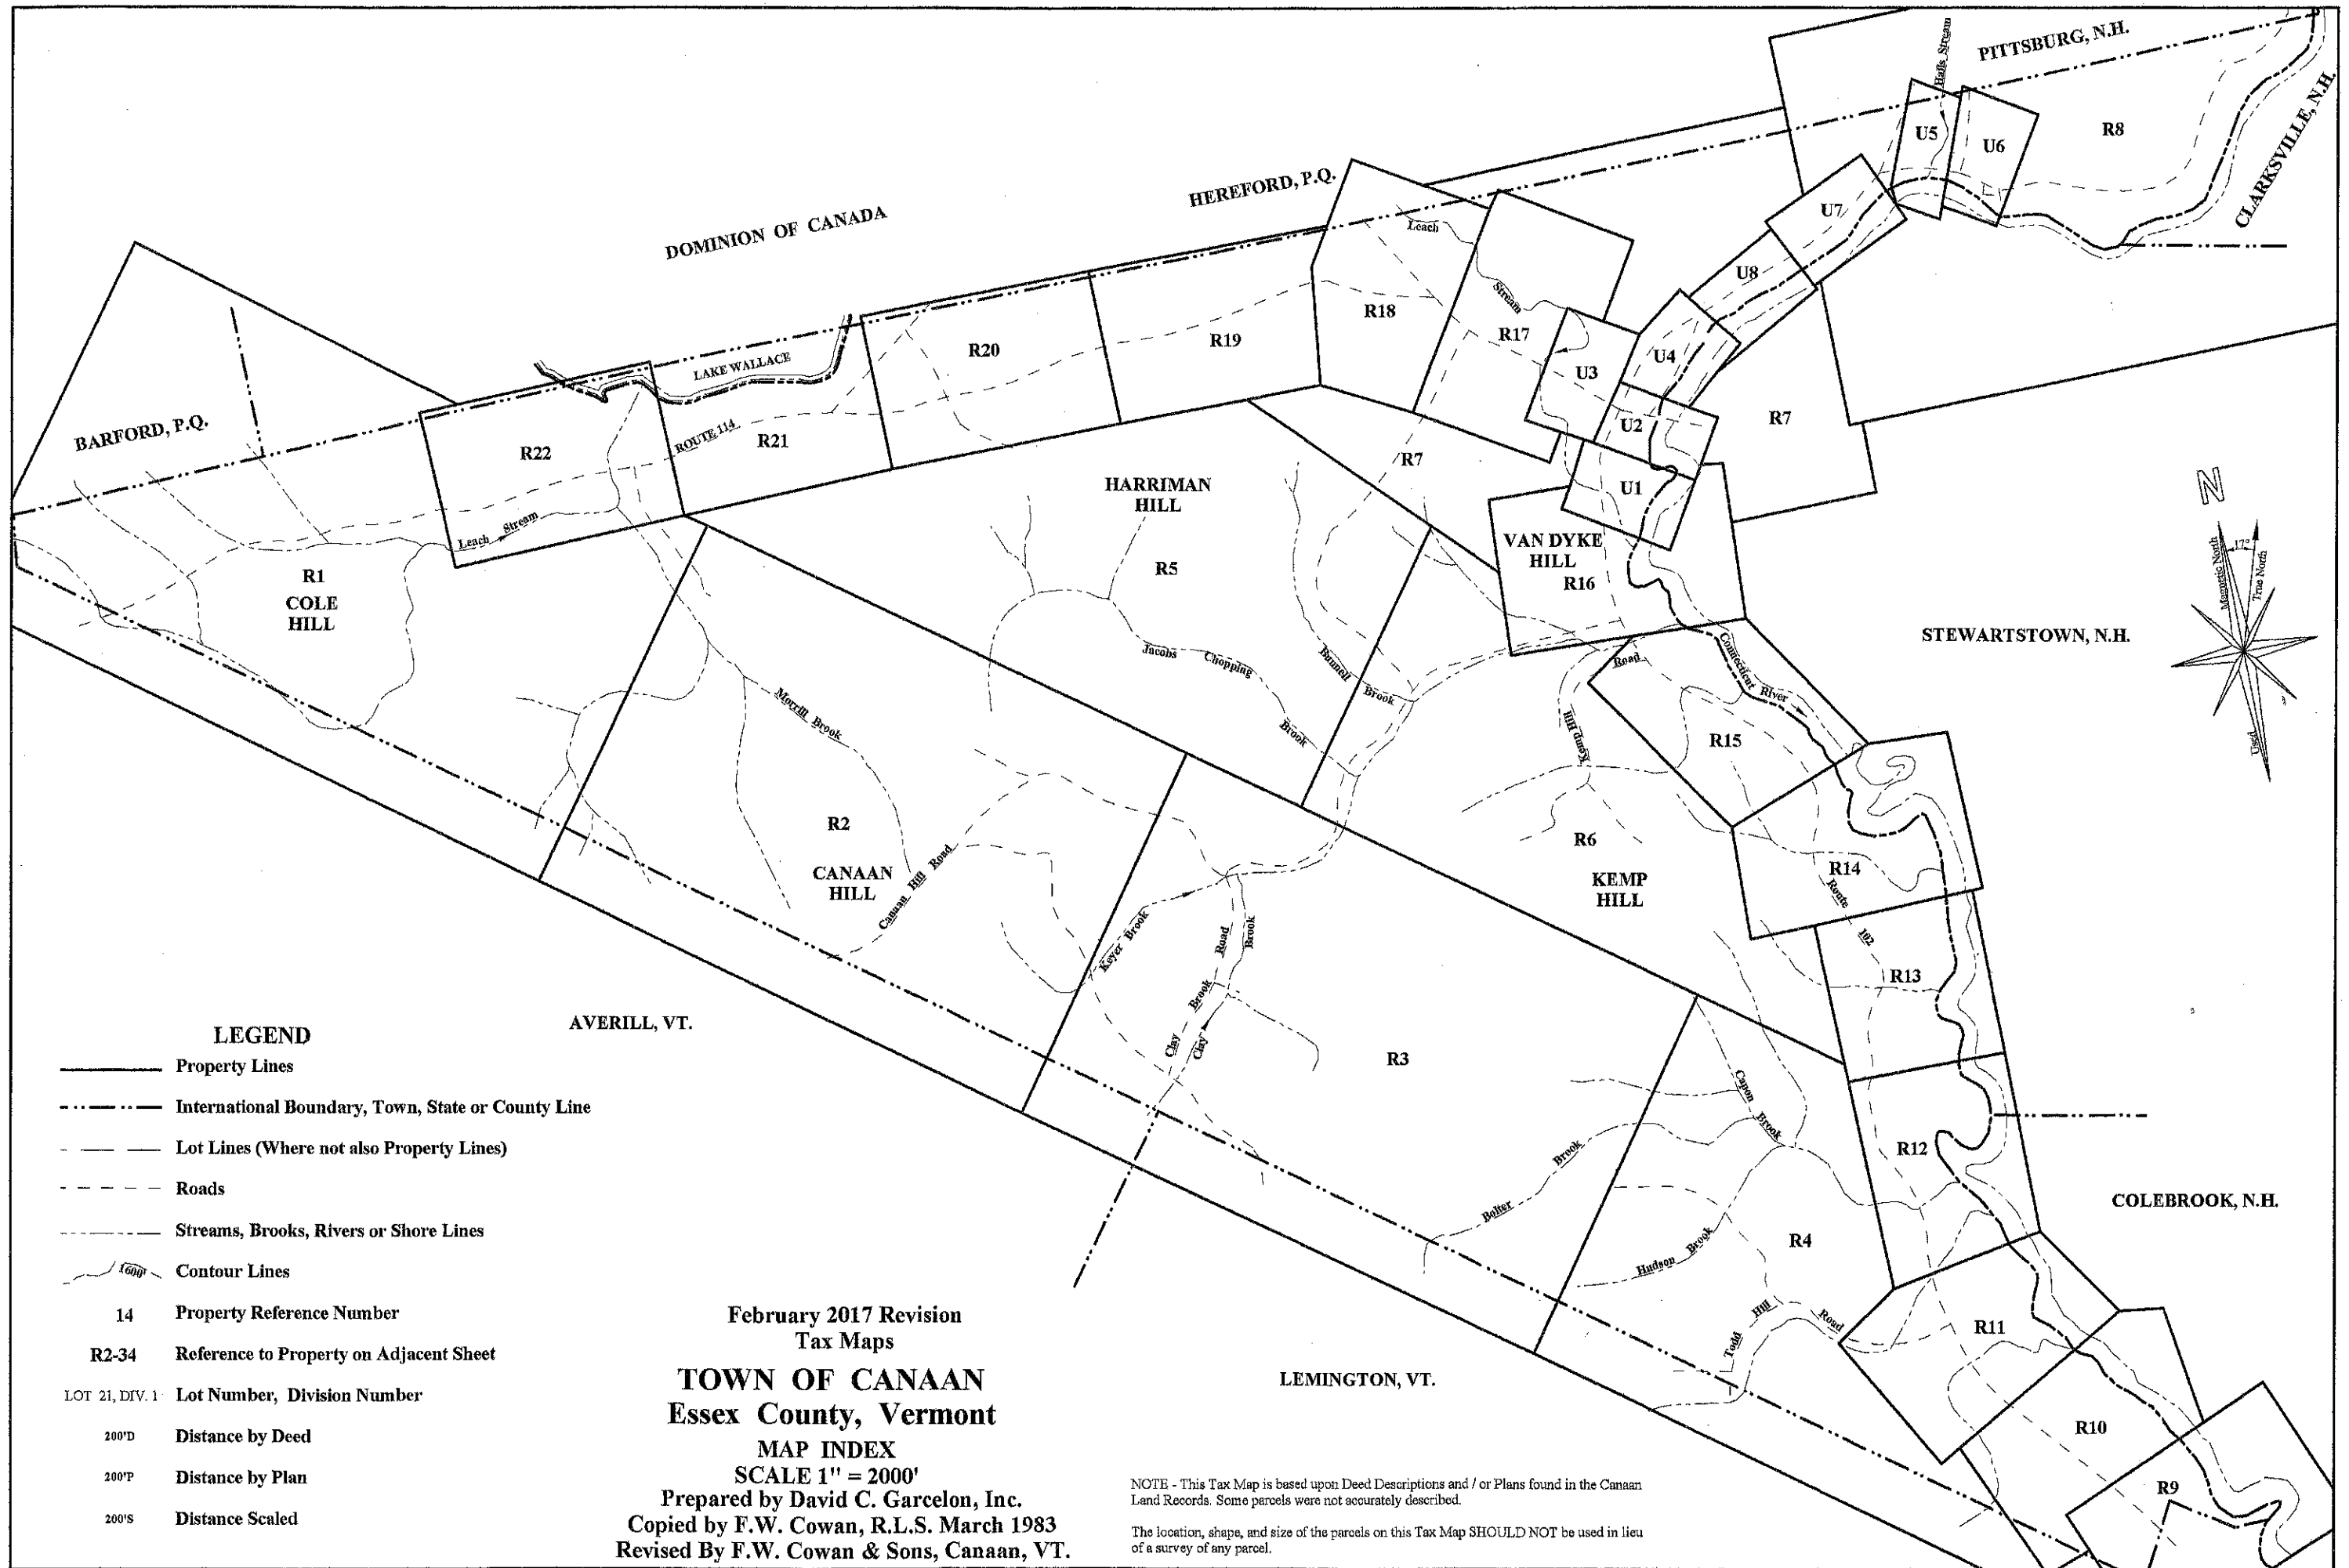 PITTSBURG, N.H.
Halls Stream
CLARKSVILLE, N.H.
R8
U5
U6
U7
U8
HEREFORD, P.Q.
DOMINION OF CANADA
BARFORD, P.Q.
LAKE WALLACE
ROUTE 114
Leach
Stream
R18
R17
R19
R20
R21
R22
U3
U4
U2
U1
R7
R7
Leach Stream
HARRIMAN
HILL
R5
VAN DYKE
HILL
R16
R1
COLE
HILL
N
Magnetic North
17°
True North
Used
STEWARTSTOWN, N.H.
Jacobs Chopping
Brook
Bunnell Brook
Connecticut River
Road
Kemp Hill
R15
Morrill Brook
R2
CANAAN
HILL
Canaan Hill Road
R6
KEMP
HILL
R14
Route
102
R13
Keyer Brook
Clay Brook Road
Clay Brook
R3
AVERILL, VT.
Capon Brook
R12
Bolter Brook
Hudson Brook
R4
COLEBROOK, N.H.
Todd Hill Road
R11
R10
R9
LEMINGTON, VT.
LEGEND
Property Lines
International Boundary, Town, State or County Line
Lot Lines (Where not also Property Lines)
Roads
Streams, Brooks, Rivers or Shore Lines
1600' Contour Lines
14 Property Reference Number
R2-34 Reference to Property on Adjacent Sheet
LOT 21, DIV. 1 Lot Number, Division Number
200'D Distance by Deed
200'P Distance by Plan
200'S Distance Scaled
February 2017 Revision
Tax Maps
TOWN OF CANAAN
Essex County, Vermont
MAP INDEX
SCALE 1" = 2000'
Prepared by David C. Garcelon, Inc.
Copied by F.W. Cowan, R.L.S. March 1983
Revised By F.W. Cowan & Sons, Canaan, VT.
NOTE - This Tax Map is based upon Deed Descriptions and / or Plans found in the Canaan
Land Records. Some parcels were not accurately described.
The location, shape, and size of the parcels on this Tax Map SHOULD NOT be used in lieu
of a survey of any parcel.